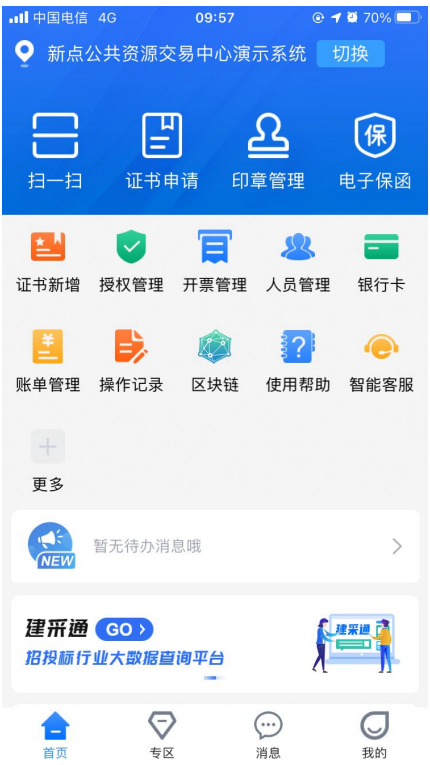 中国电信 4G 09:57 70%
新点公共资源交易中心演示系统 切换
保
扫一扫 证书申请 印章管理 电子保函
证书新增 授权管理 开票管理 人员管理 银行卡
账单管理 操作记录 区块链 使用帮助 智能客服
更多
NEW 暂无待办消息哦
建采通 GO 建采通
招投标行业大数据查询平台
首页 专区 消息 我的